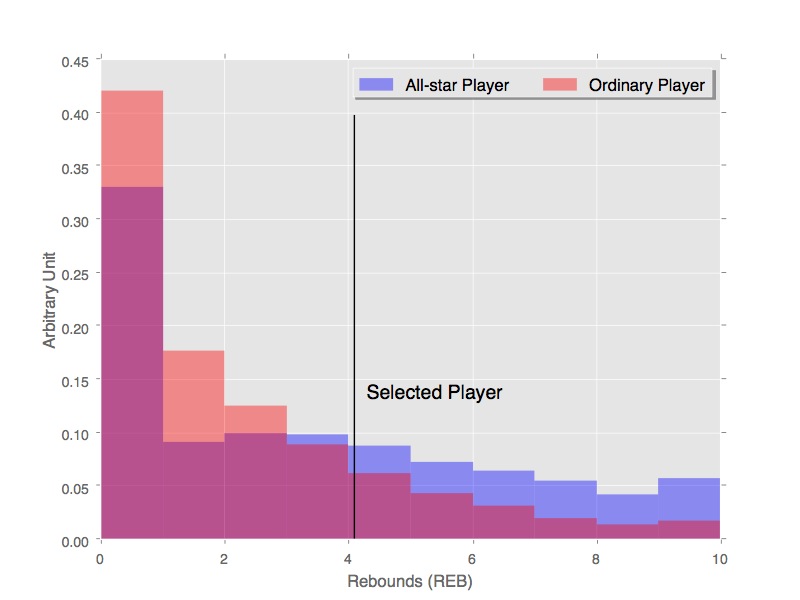 0.45
All-star Player Ordinary Player
0.40
0.35
0.30
0.25
0.20
0.15
0.10
0.05
0.00
Arbitrary Unit
Selected Player
0 2 4 6 8 10
Rebounds (REB)